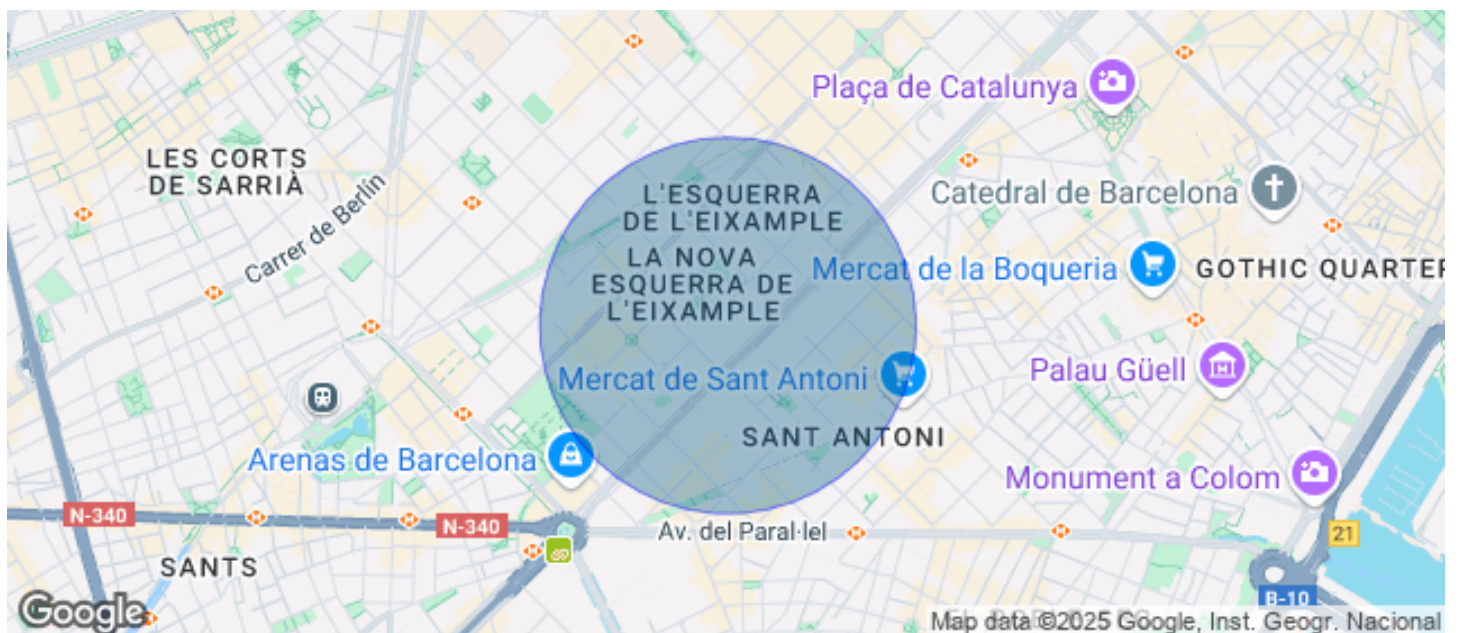 Plaça de Catalunya
LES CORTS
DE SARRIÀ
L'ESQUERRA
DE L'EIXAMPLE
Catedral de Barcelona
Carrer de Berlin
LA NOVA
ESQUERRA DE
L'EIXAMPLE
Mercat de la Boqueria
GOTHIC QUARTER
Mercat de Sant Antoni
Palau Güell
SANT ANTONI
Arenas de Barcelona
Monument a Colom
N-340
N-340
Av. del Paral·lel
21
SANTS
B-10
Google
Map data ©2025 Google, Inst. Geogr. Nacional